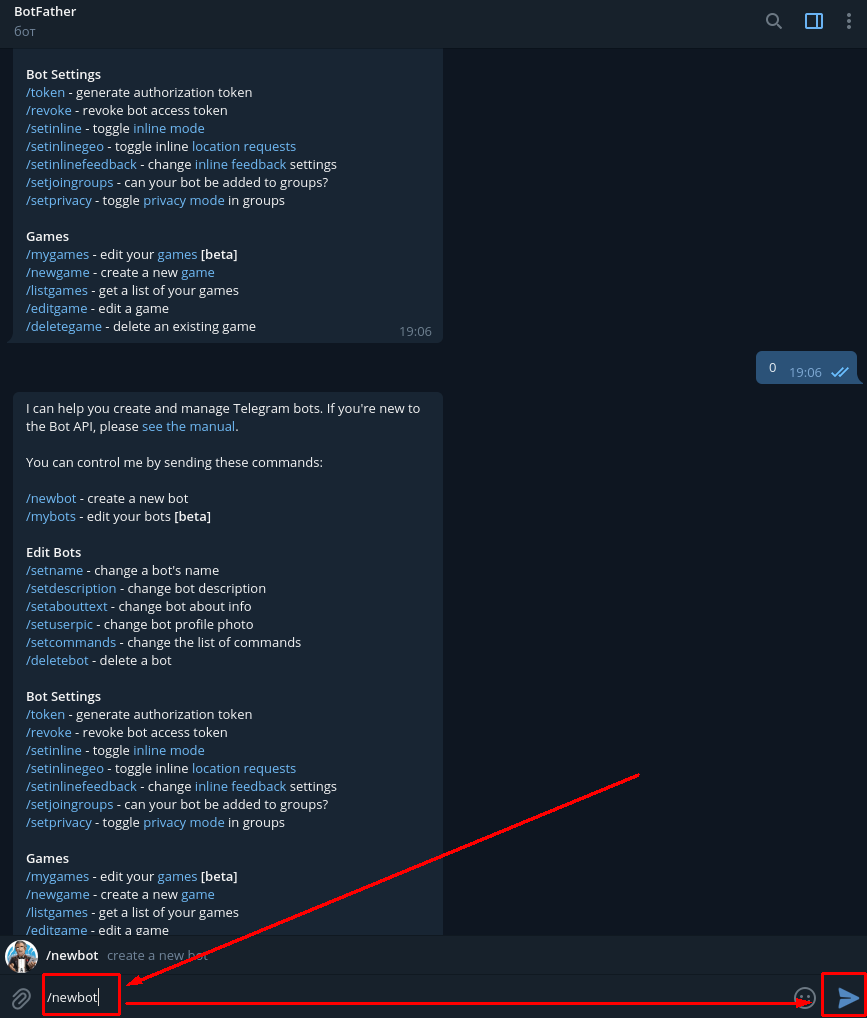 BotFather
бот
Bot Settings
/token - generate authorization token
/revoke - revoke bot access token
/setinline - toggle inline mode
/setinlinegeo - toggle inline location requests
/setinlinefeedback - change inline feedback settings
/setjoingroups - can your bot be added to groups?
/setprivacy - toggle privacy mode in groups
Games
/mygames - edit your games [beta]
/newgame - create a new game
/listgames - get a list of your games
/editgame - edit a game
/deletegame - delete an existing game
19:06
0 19:06
I can help you create and manage Telegram bots. If you're new to
the Bot API, please see the manual.
You can control me by sending these commands:
/newbot - create a new bot
/mybots - edit your bots [beta]
Edit Bots
/setname - change a bot's name
/setdescription - change bot description
/setabouttext - change bot about info
/setuserpic - change bot profile photo
/setcommands - change the list of commands
/deletebot - delete a bot
Bot Settings
/token - generate authorization token
/revoke - revoke bot access token
/setinline - toggle inline mode
/setinlinegeo - toggle inline location requests
/setinlinefeedback - change inline feedback settings
/setjoingroups - can your bot be added to groups?
/setprivacy - toggle privacy mode in groups
Games
/mygames - edit your games [beta]
/newgame - create a new game
/listgames - get a list of your games
/editgame - edit a game
/newbot create a new bot
/newbot